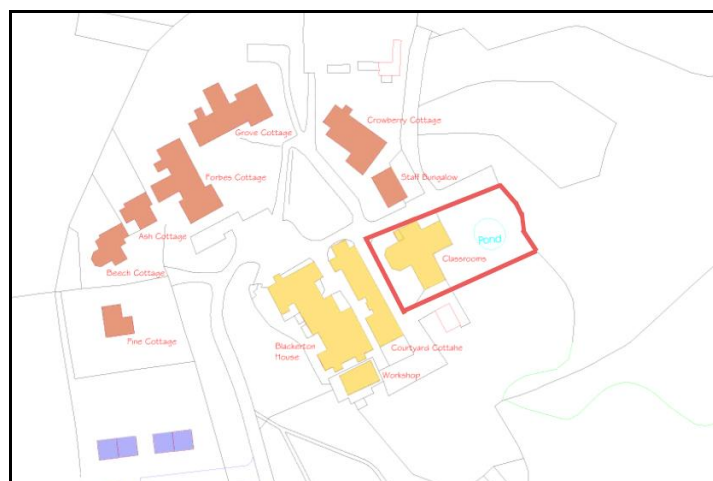 Crowberry Cottage
Grove Cottage
Forbes Cottage
Staff Bungalow
Ash Cottage
Pond
Classrooms
Beech Cottage
Pine Cottage
Blackerton
House
Courtyard Cottahe
Workshop